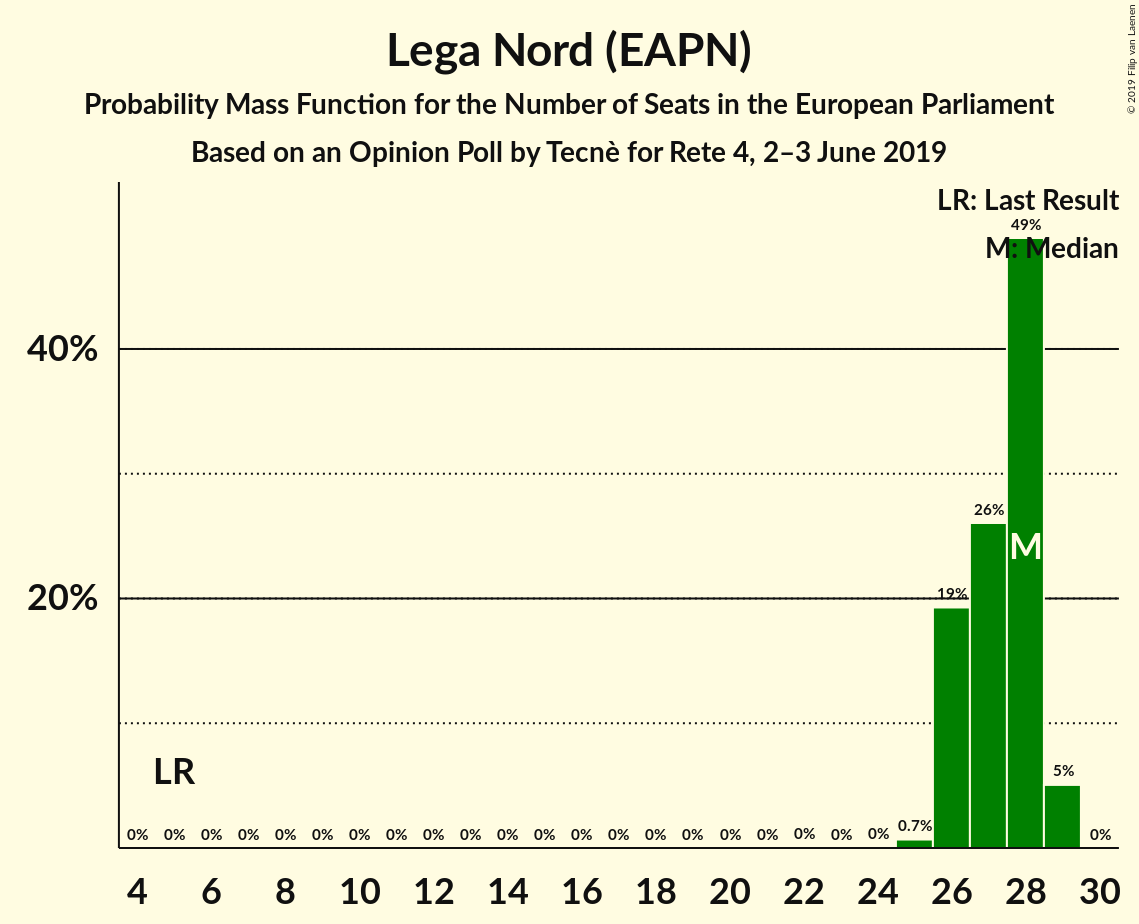 Lega Nord (EAPN)
Probability Mass Function for the Number of Seats in the European Parliament
Based on an Opinion Poll by Tecnè for Rete 4, 2–3 June 2019
© 2019 Filip van Laenen
LR: Last Result
49%
M: Median
40%
26%
M
20%
19%
LR
5%
0% 0% 0% 0% 0% 0% 0% 0% 0% 0% 0% 0% 0% 0% 0% 0% 0% 0% 0% 0% 0% 0.7% 0%
4 6 8 10 12 14 16 18 20 22 24 26 28 30